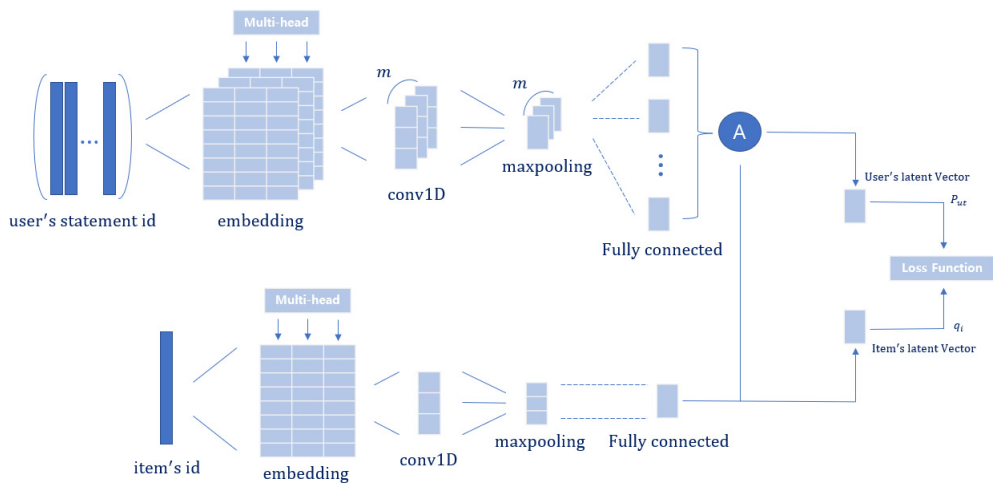 Multi-head
m
m
...
A
user's statement id
embedding
conv1D
maxpooling
Fully connected
User's latent Vector
P_ut
Loss Function
Multi-head
q_i
Item's latent Vector
item's id
embedding
conv1D
maxpooling
Fully connected